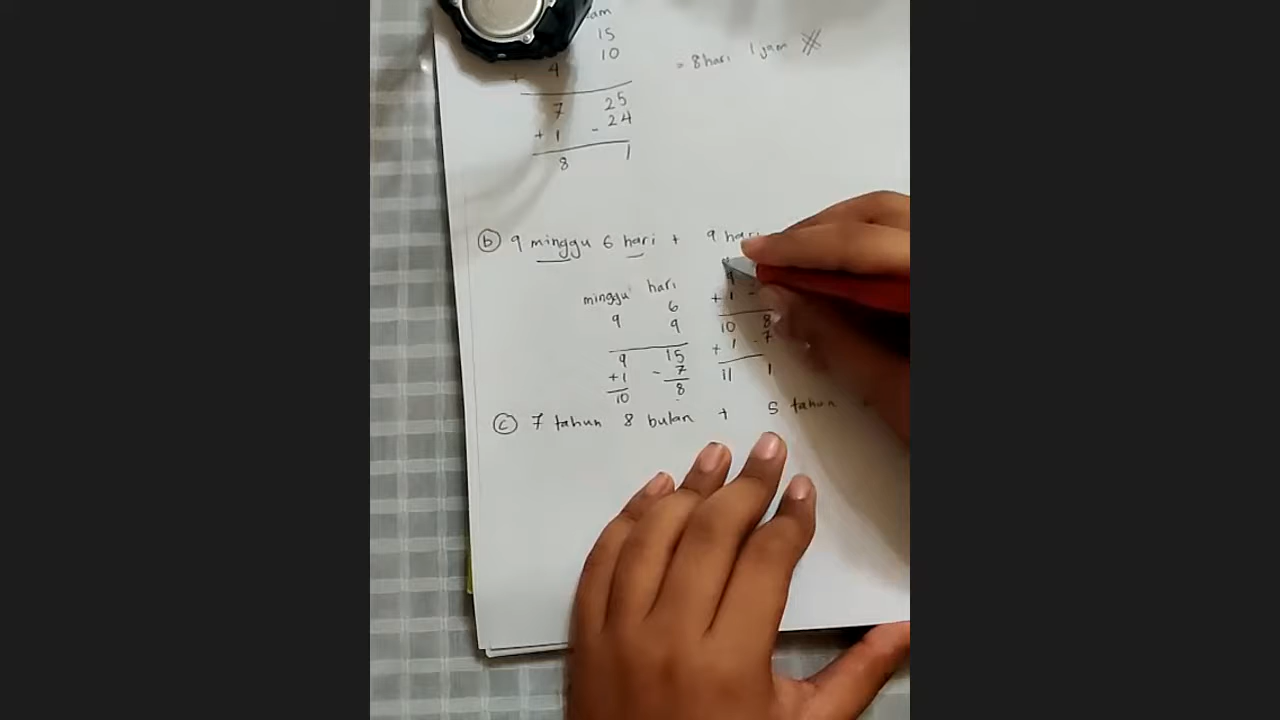 15
10
= 8 hari 1 jam
+ 4
7 25
+ 1 - 24
8 1
(b) 9 minggu 6 hari + 9 hari
minggu hari
6
9 9
9 15
+1 - 7
10 8
9
+ 1 -
10 8
+ 1 - 7
11 1
(c) 7 tahun 8 bulan + 5 tahun